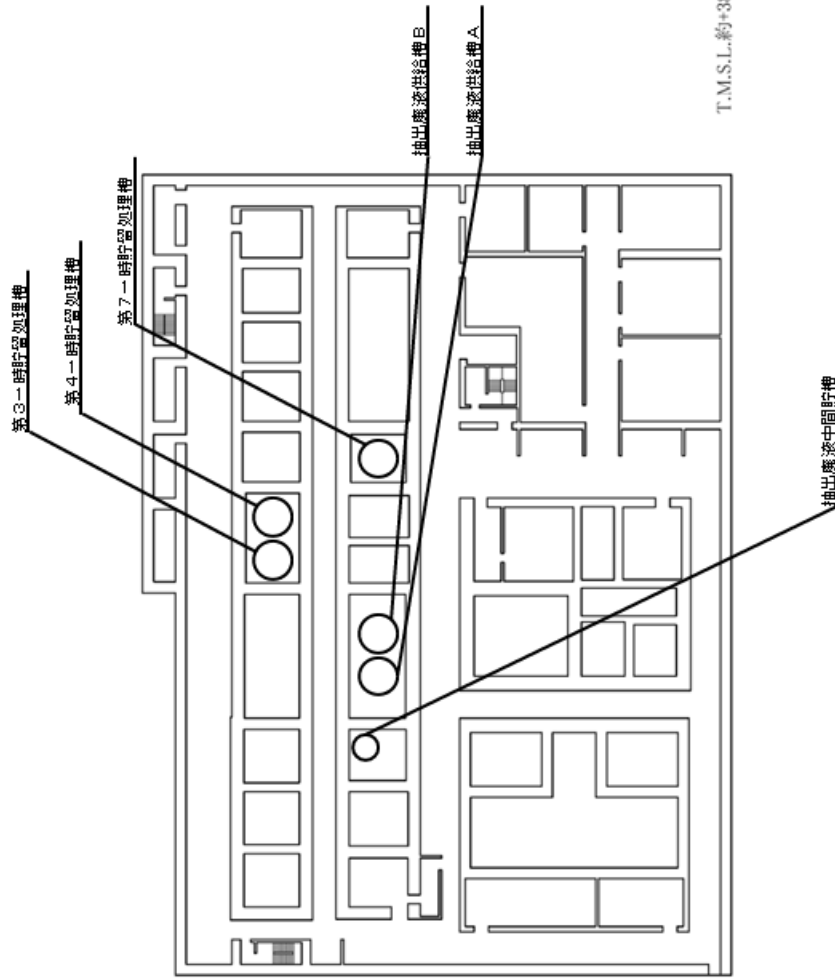 第3一時貯留処理槽
第4一時貯留処理槽
第7一時貯留処理槽
抽出廃液供給槽B
抽出廃液供給槽A
抽出廃液中間貯槽
T.M.S.L.約+38